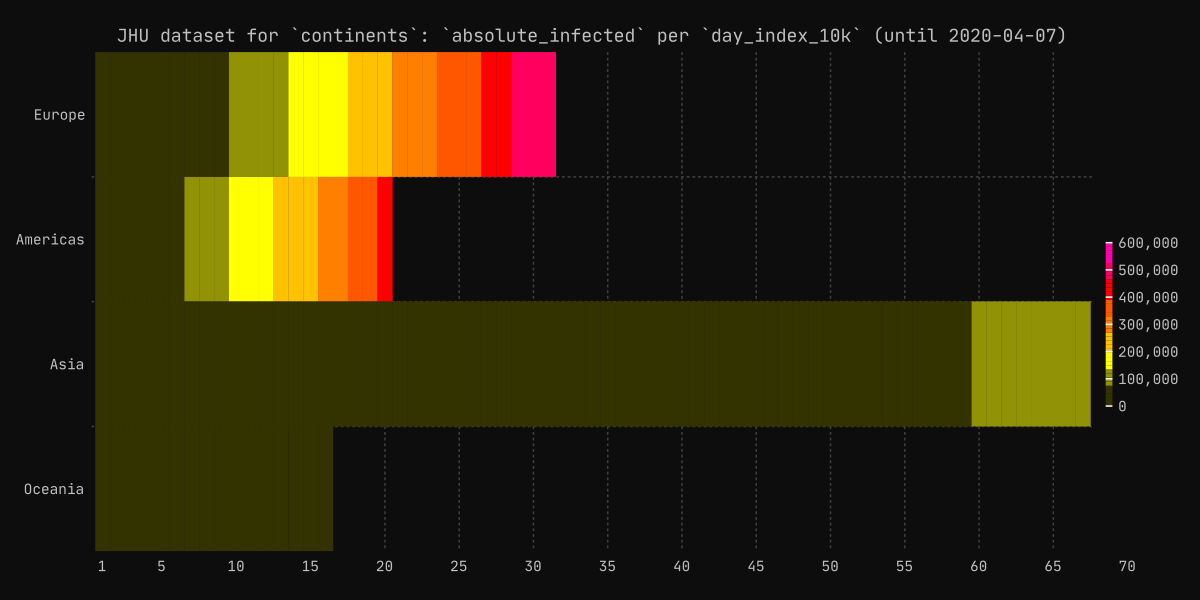 JHU dataset for `continents`: `absolute_infected` per `day_index_10k` (until 2020-04-07)
Europe
Americas
Asia
Oceania
600,000
500,000
400,000
300,000
200,000
100,000
0
1 5 10 15 20 25 30 35 40 45 50 55 60 65 70